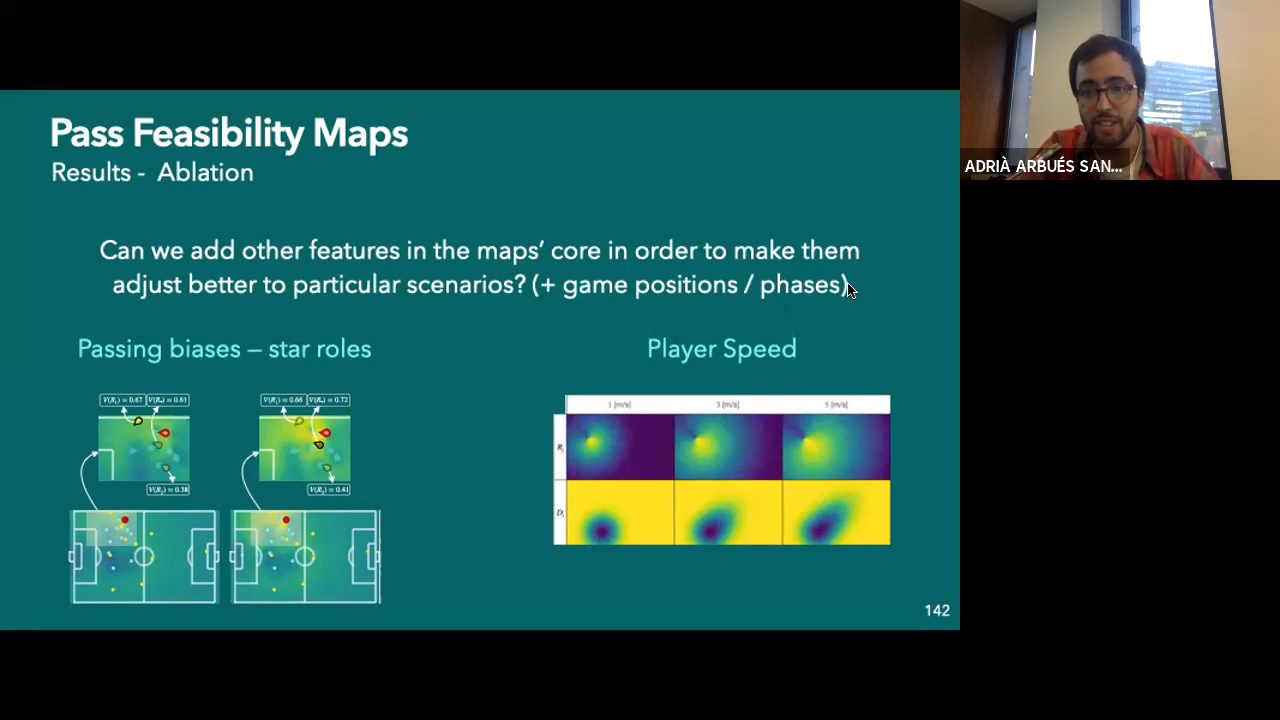 Pass Feasibility Maps
Results - Ablation
ADRIÀ ARBUÉS SAN...
Can we add other features in the maps’ core in order to make them
adjust better to particular scenarios? (+ game positions / phases)
Passing biases – star roles
Player Speed
1 [m/s] 3 [m/s] 5 [m/s]
142